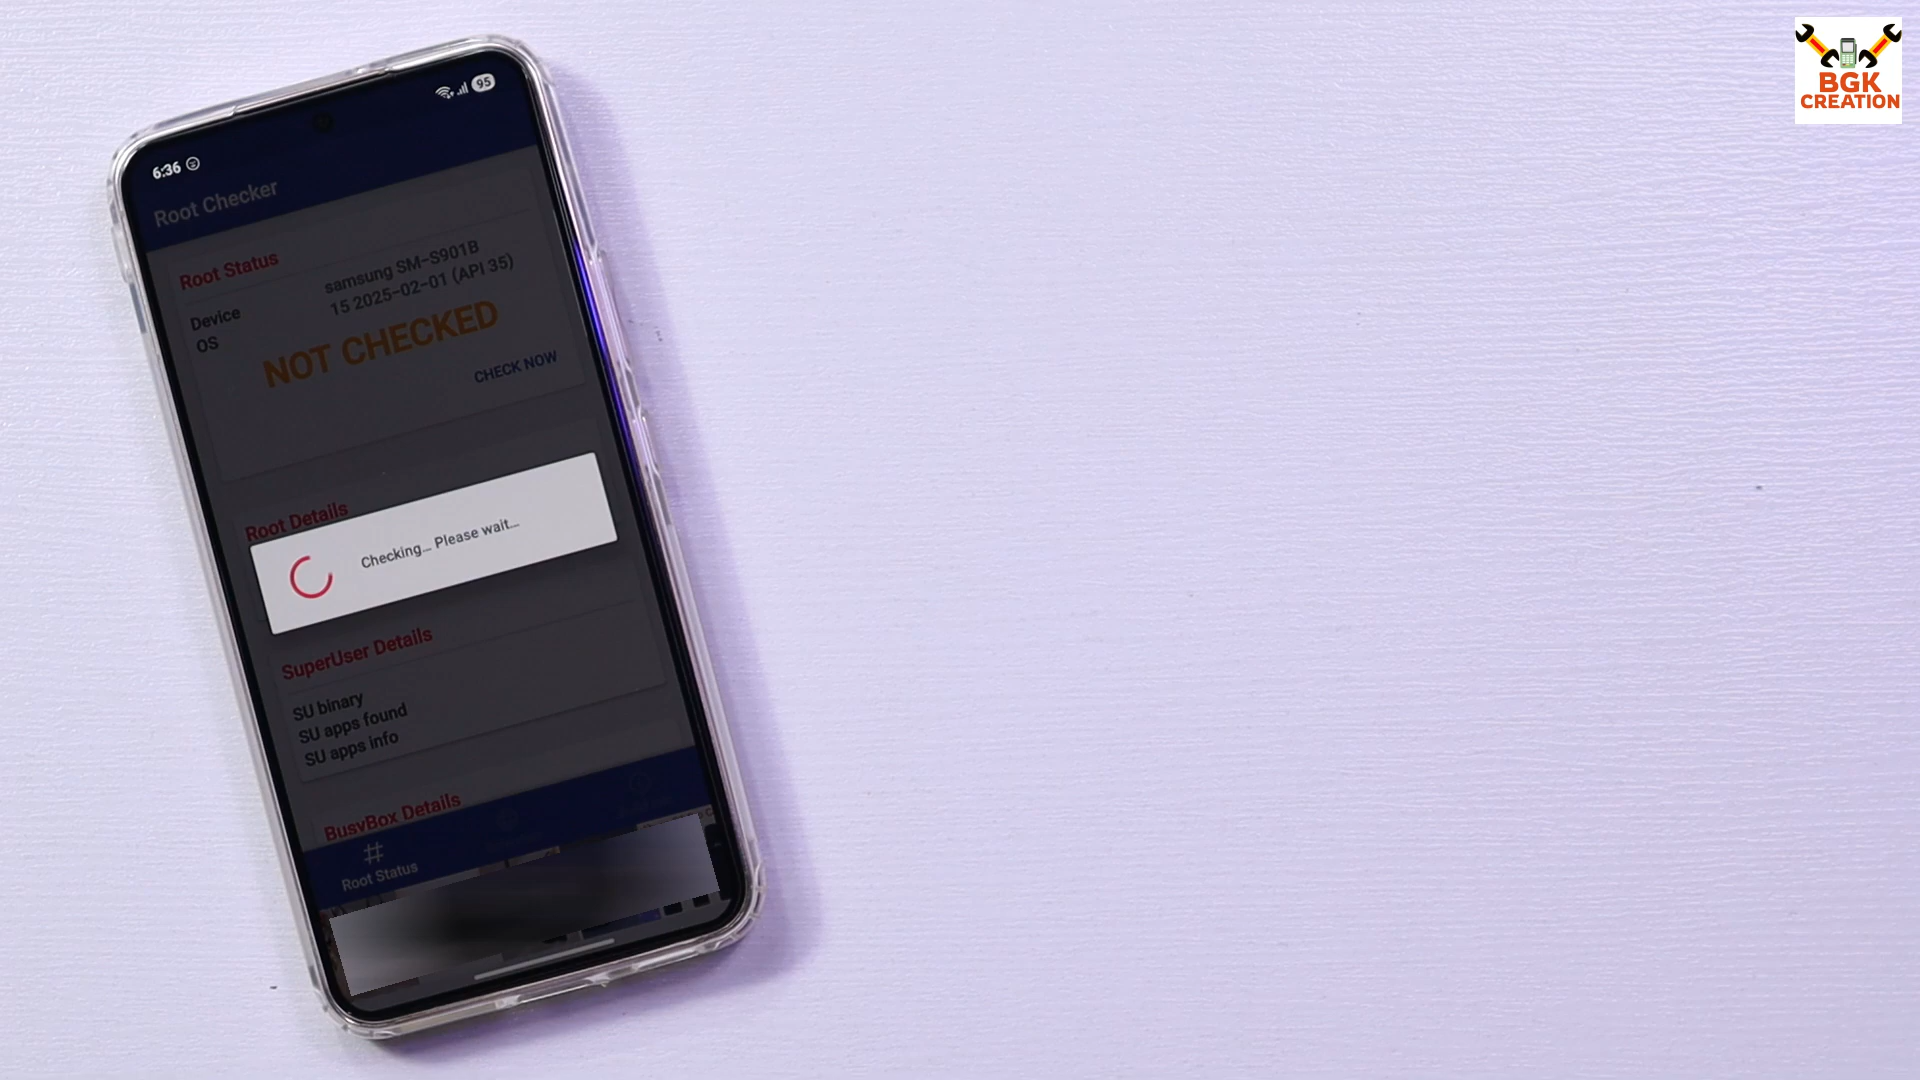 BGK
CREATION
6:36
95
Root Checker
Root Status
Device
samsung SM-S901B
OS
15 2025-02-01 (API 35)
NOT CHECKED
CHECK NOW
Root Details
Checking... Please wait...
SuperUser Details
SU binary
SU apps found
SU apps info
BusyBox Details
Root Status